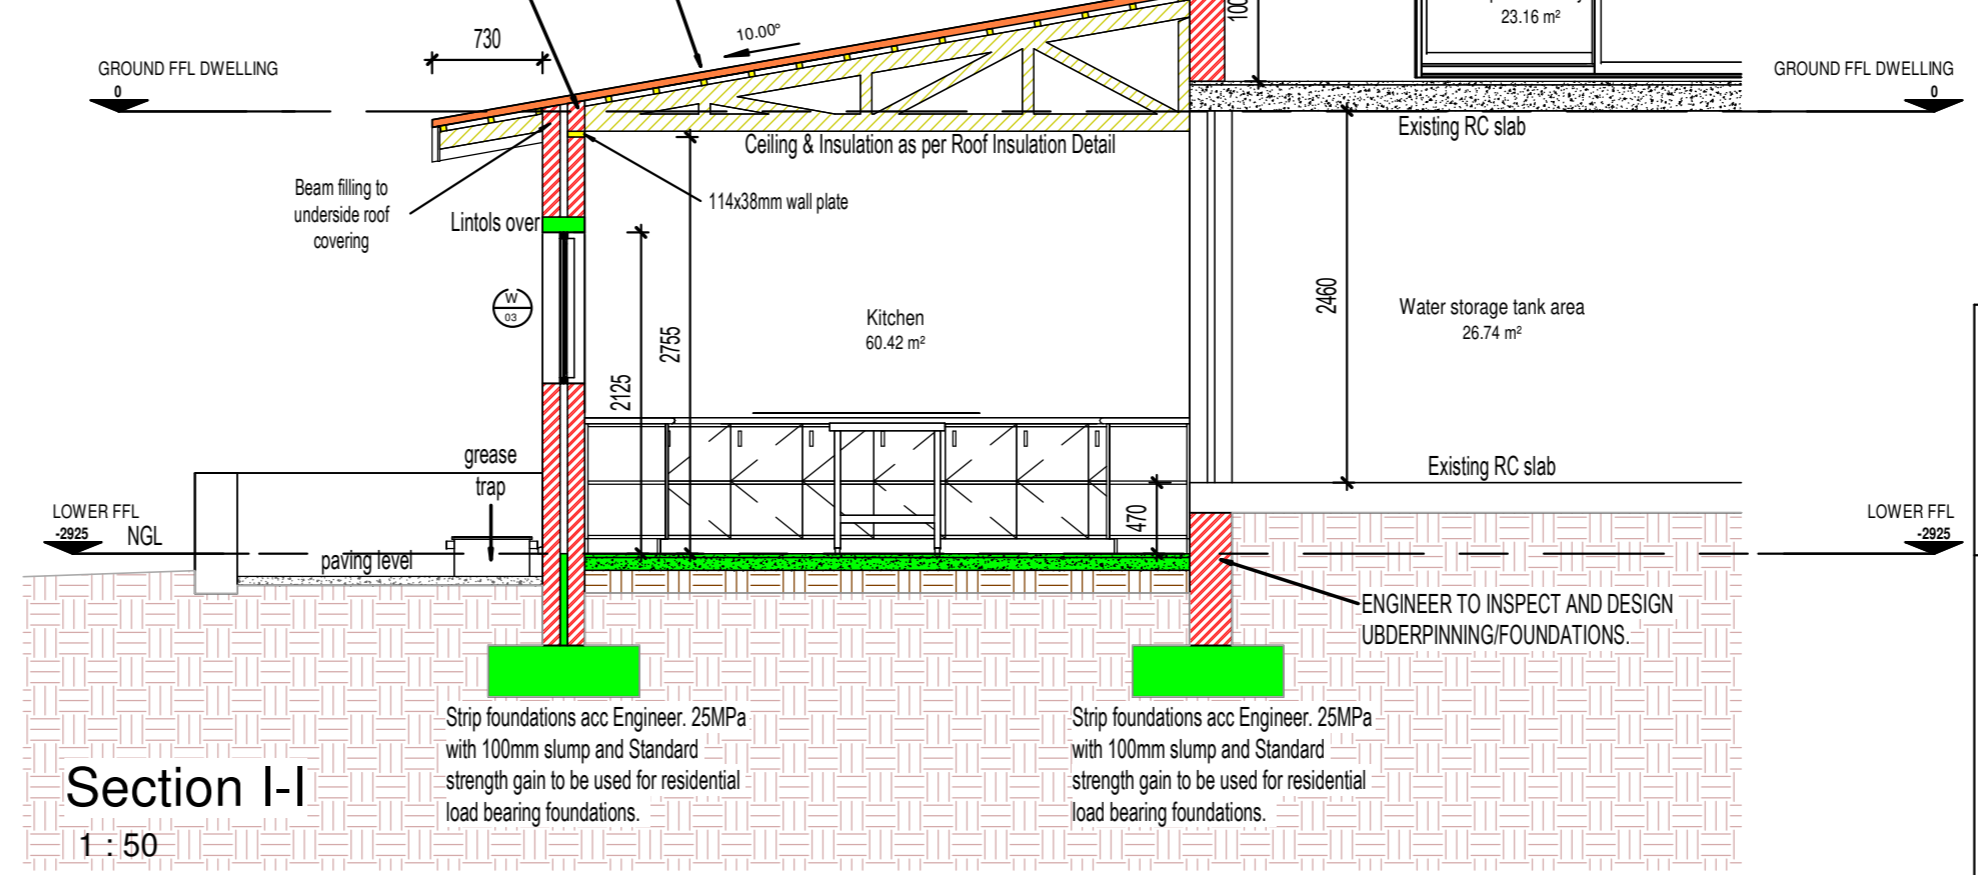 23.16 m²
100
730
10.00°
GROUND FFL DWELLING
0
GROUND FFL DWELLING
0
Existing RC slab
Ceiling & Insulation as per Roof Insulation Detail
Beam filling to
underside roof
covering
114x38mm wall plate
Lintols over
W
03
2125
2755
Kitchen
60.42 m²
2460
Water storage tank area
26.74 m²
grease
trap
Existing RC slab
470
LOWER FFL
-2925
NGL
paving level
LOWER FFL
-2925
ENGINEER TO INSPECT AND DESIGN
UBDERPINNING/FOUNDATIONS.
Strip foundations acc Engineer. 25MPa
with 100mm slump and Standard
strength gain to be used for residential
load bearing foundations.
Strip foundations acc Engineer. 25MPa
with 100mm slump and Standard
strength gain to be used for residential
load bearing foundations.
Section I-I
1 : 50